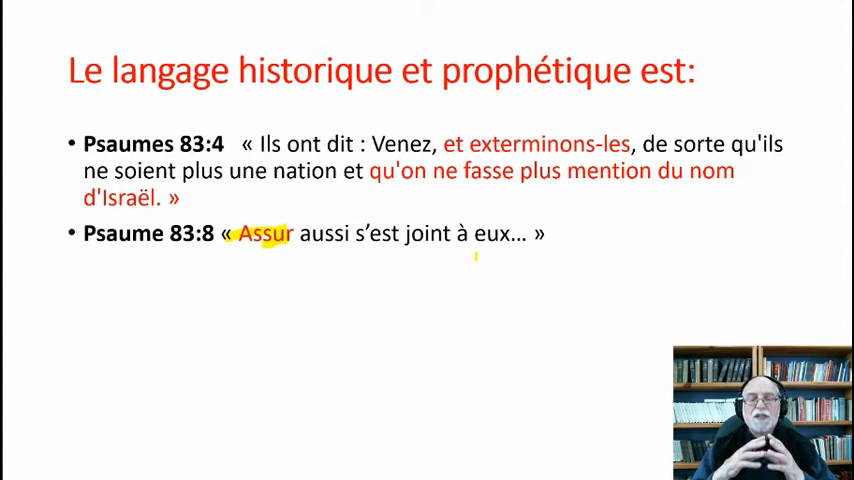 Le langage historique et prophétique est:
• Psaumes 83:4 « Ils ont dit : Venez, et exterminons-les, de sorte qu'ils
ne soient plus une nation et qu'on ne fasse plus mention du nom
d'Israël. »
• Psaume 83:8 « Assur aussi s’est joint à eux… »